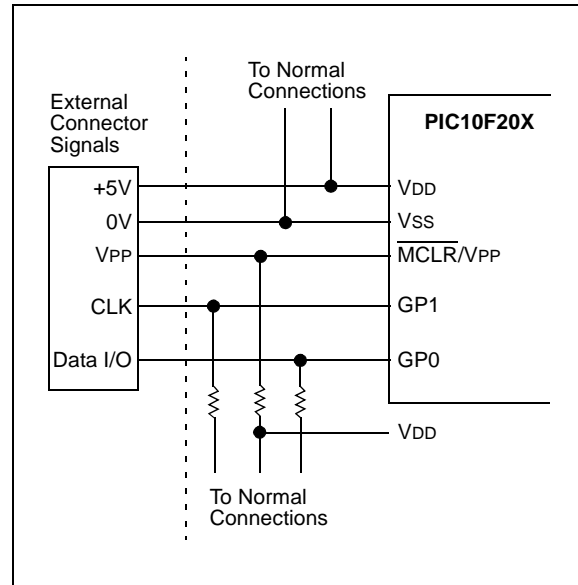 To Normal
Connections
External
Connector
Signals
PIC10F20X
+5V
VDD
0V
VSS
VPP
MCLR/VPP
CLK
GP1
Data I/O
GP0
VDD
To Normal
Connections